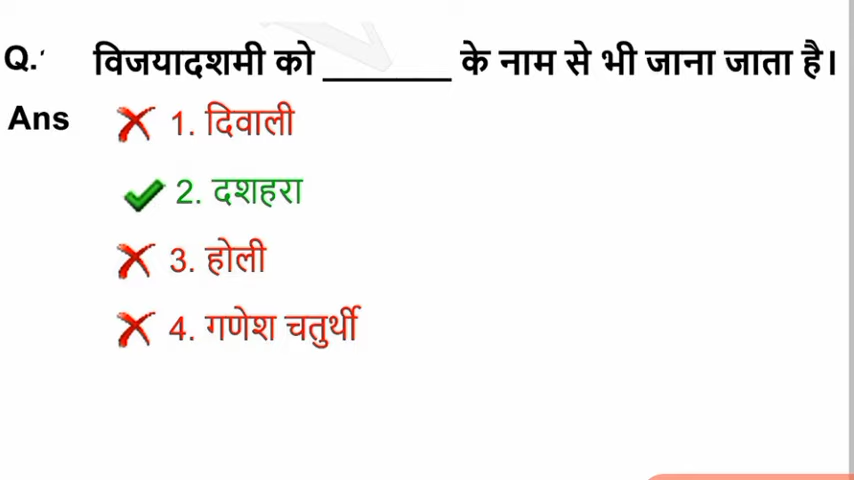 Q. विजयादशमी को ________ के नाम से भी जाना जाता है।
Ans 1. दिवाली
2. दशहरा
3. होली
4. गणेश चतुर्थी